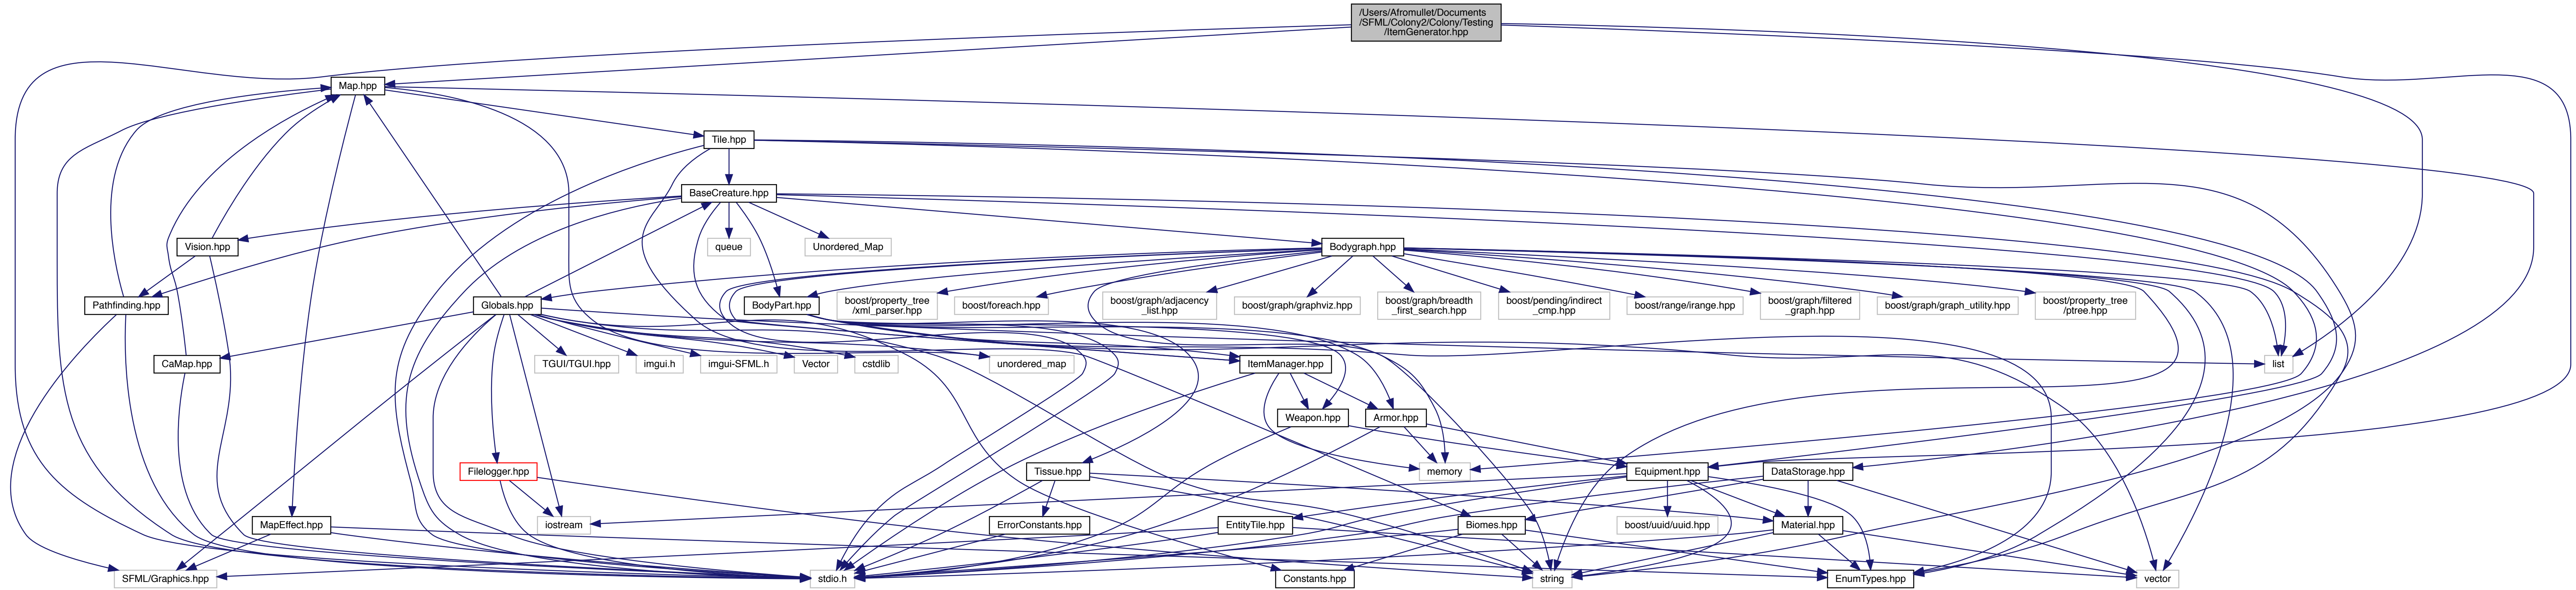 /Users/Afromullet/Documents
/SFML/Colony2/Colony/Testing
/ItemGenerator.hpp
Map.hpp
Tile.hpp
BaseCreature.hpp
Vision.hpp
queue
Unordered_Map
Bodygraph.hpp
Pathfinding.hpp
Globals.hpp
BodyPart.hpp
boost/property_tree
/xml_parser.hpp
boost/foreach.hpp
boost/graph/adjacency
_list.hpp
boost/graph/graphviz.hpp
boost/graph/breadth
_first_search.hpp
boost/pending/indirect
_cmp.hpp
boost/range/irange.hpp
boost/graph/filtered
_graph.hpp
boost/graph/graph_utility.hpp
boost/property_tree
/ptree.hpp
CaMap.hpp
TGUI/TGUI.hpp
imgui.h
imgui-SFML.h
Vector
cstdlib
unordered_map
ItemManager.hpp
list
Weapon.hpp
Armor.hpp
Filelogger.hpp
Tissue.hpp
memory
Equipment.hpp
DataStorage.hpp
MapEffect.hpp
iostream
ErrorConstants.hpp
EntityTile.hpp
Biomes.hpp
boost/uuid/uuid.hpp
Material.hpp
SFML/Graphics.hpp
stdio.h
Constants.hpp
string
EnumTypes.hpp
vector